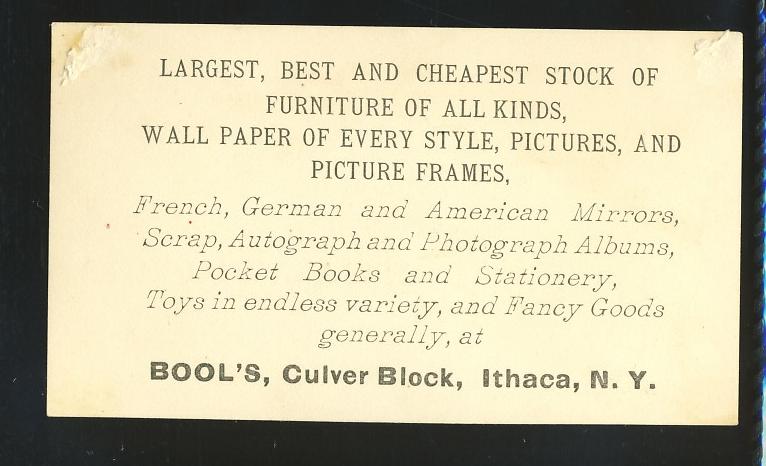 LARGEST, BEST AND CHEAPEST STOCK OF
FURNITURE OF ALL KINDS,
WALL PAPER OF EVERY STYLE, PICTURES, AND
PICTURE FRAMES,
French, German and American Mirrors,
Scrap, Autograph and Photograph Albums,
Pocket Books and Stationery,
Toys in endless variety, and Fancy Goods
generally, at
BOOL'S, Culver Block, Ithaca, N. Y.